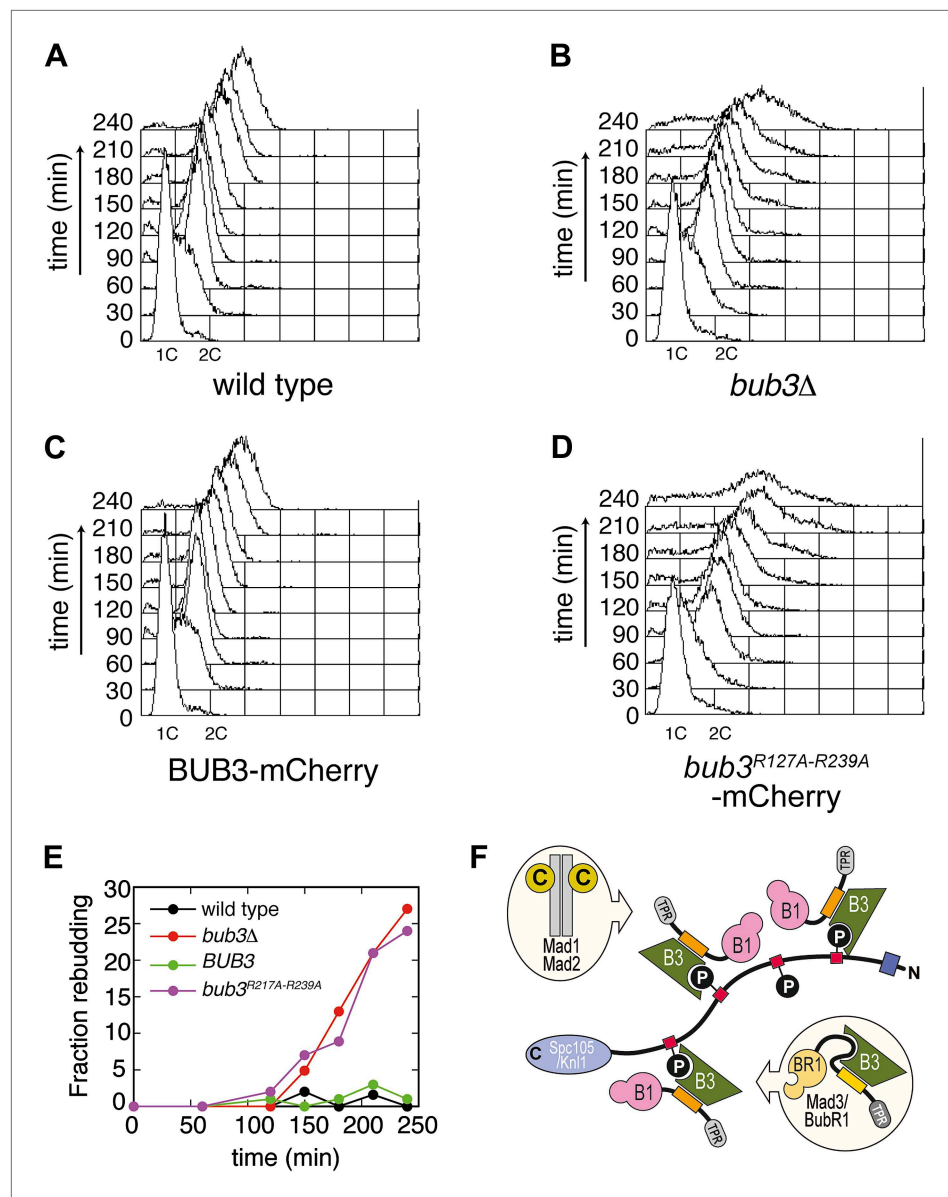 A
time (min)
240
210
180
150
120
90
60
30
0
1C 2C
wild type
B
time (min)
240
210
180
150
120
90
60
30
0
1C 2C
bub3Δ
C
time (min)
240
210
180
150
120
90
60
30
0
1C 2C
BUB3-mCherry
D
time (min)
240
210
180
150
120
90
60
30
0
1C 2C
bub3R127A-R239A
-mCherry
E
Fraction rebudding
30
25
20
15
10
5
0
wild type
bub3Δ
BUB3
bub3R217A-R239A
0 50 100 150 200 250
time (min)
F
C C
Mad1
Mad2
TPR
B3
P
B1
B1
TPR
B3
P
P
N
C
Spc105
/Knl1
P
B1
B3
TPR
BR1
B3
Mad3/
BubR1
TPR